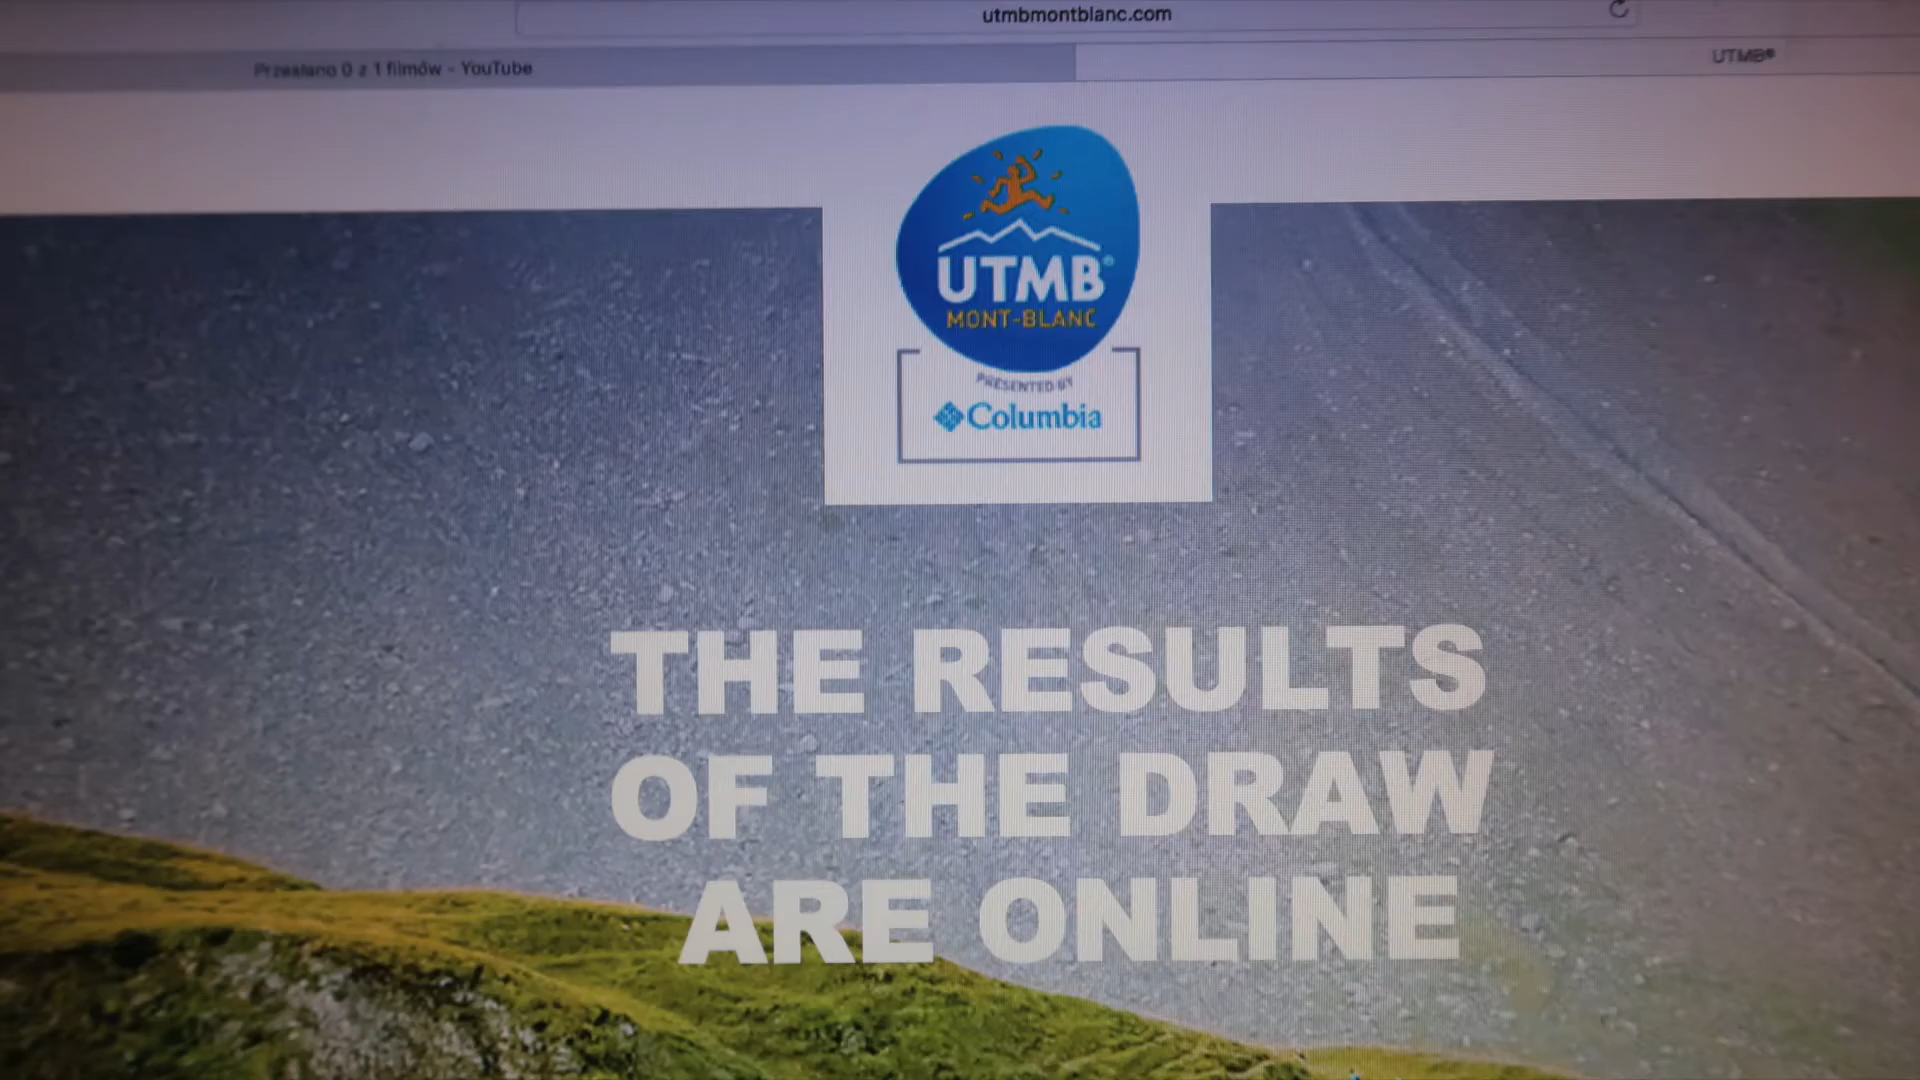 utmbmontblanc.com
Przesłano 0 z 1 filmów - YouTube
UTMB®
UTMB®
MONT-BLANC
PRESENTED BY
Columbia
THE RESULTS
OF THE DRAW
ARE ONLINE